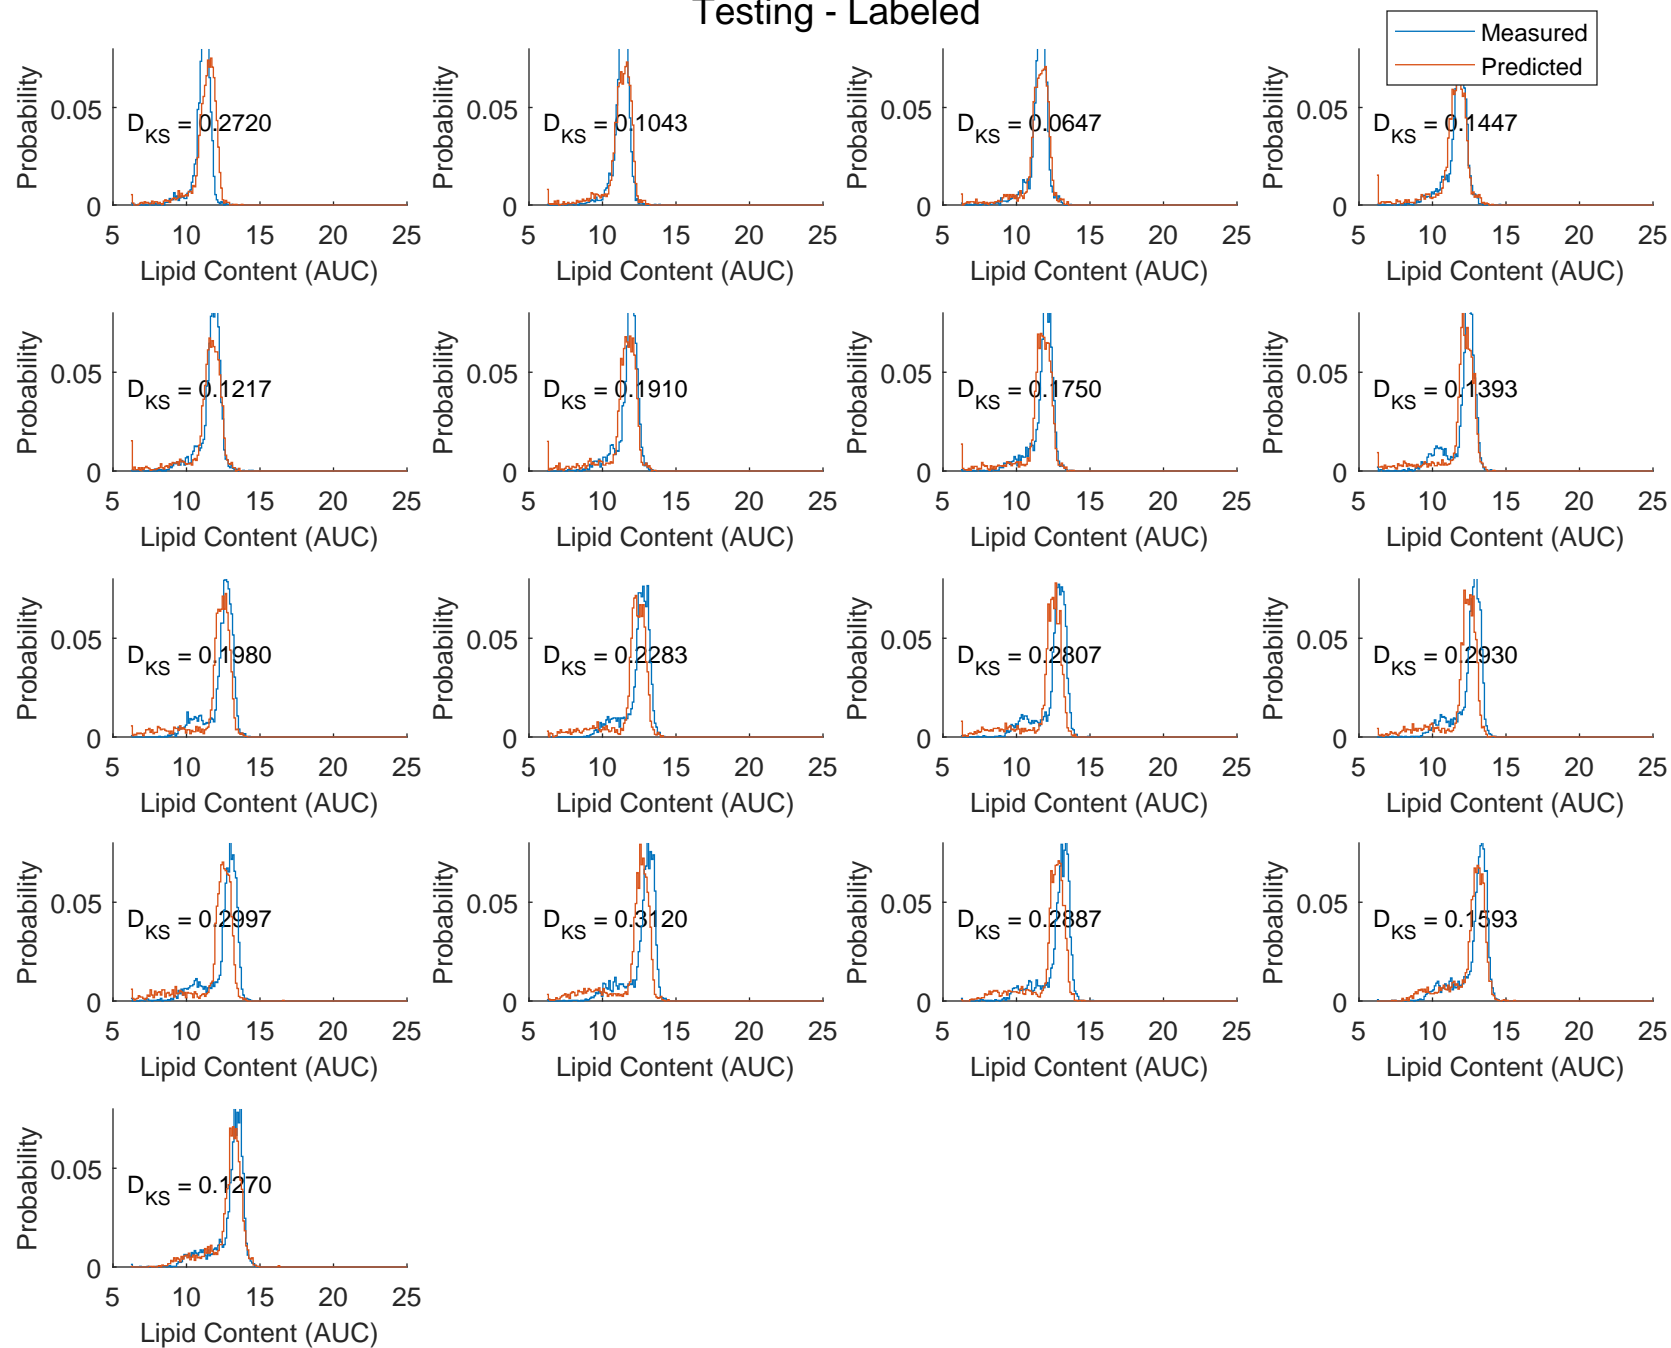 Testing - Labeled
Measured
Predicted
Probability
0.05
0
D_KS = 0.2720
5 10 15 20 25
Lipid Content (AUC)
Probability
0.05
0
D_KS = 0.1043
5 10 15 20 25
Lipid Content (AUC)
Probability
0.05
0
D_KS = 0.0647
5 10 15 20 25
Lipid Content (AUC)
Probability
0.05
0
D_KS = 0.1447
5 10 15 20 25
Lipid Content (AUC)
Probability
0.05
0
D_KS = 0.1217
5 10 15 20 25
Lipid Content (AUC)
Probability
0.05
0
D_KS = 0.1910
5 10 15 20 25
Lipid Content (AUC)
Probability
0.05
0
D_KS = 0.1750
5 10 15 20 25
Lipid Content (AUC)
Probability
0.05
0
D_KS = 0.1393
5 10 15 20 25
Lipid Content (AUC)
Probability
0.05
0
D_KS = 0.1980
5 10 15 20 25
Lipid Content (AUC)
Probability
0.05
0
D_KS = 0.2283
5 10 15 20 25
Lipid Content (AUC)
Probability
0.05
0
D_KS = 0.2807
5 10 15 20 25
Lipid Content (AUC)
Probability
0.05
0
D_KS = 0.2930
5 10 15 20 25
Lipid Content (AUC)
Probability
0.05
0
D_KS = 0.2997
5 10 15 20 25
Lipid Content (AUC)
Probability
0.05
0
D_KS = 0.3120
5 10 15 20 25
Lipid Content (AUC)
Probability
0.05
0
D_KS = 0.2887
5 10 15 20 25
Lipid Content (AUC)
Probability
0.05
0
D_KS = 0.1593
5 10 15 20 25
Lipid Content (AUC)
Probability
0.05
0
D_KS = 0.1270
5 10 15 20 25
Lipid Content (AUC)